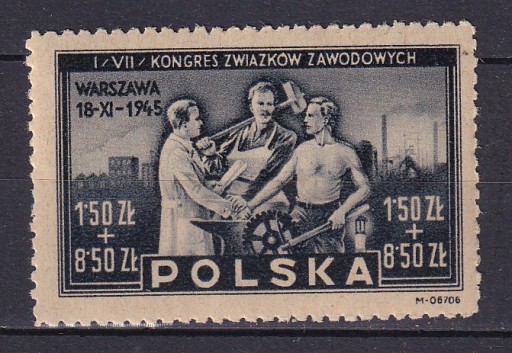 I/VII/ KONGRES ZWIAZKÓW ZAWODOWYCH
WARSZAWA
18-XI-1945
1·50 ZŁ
+
8·50 ZŁ
1·50 ZŁ
+
8·50 ZŁ
POLSKA
M-06706